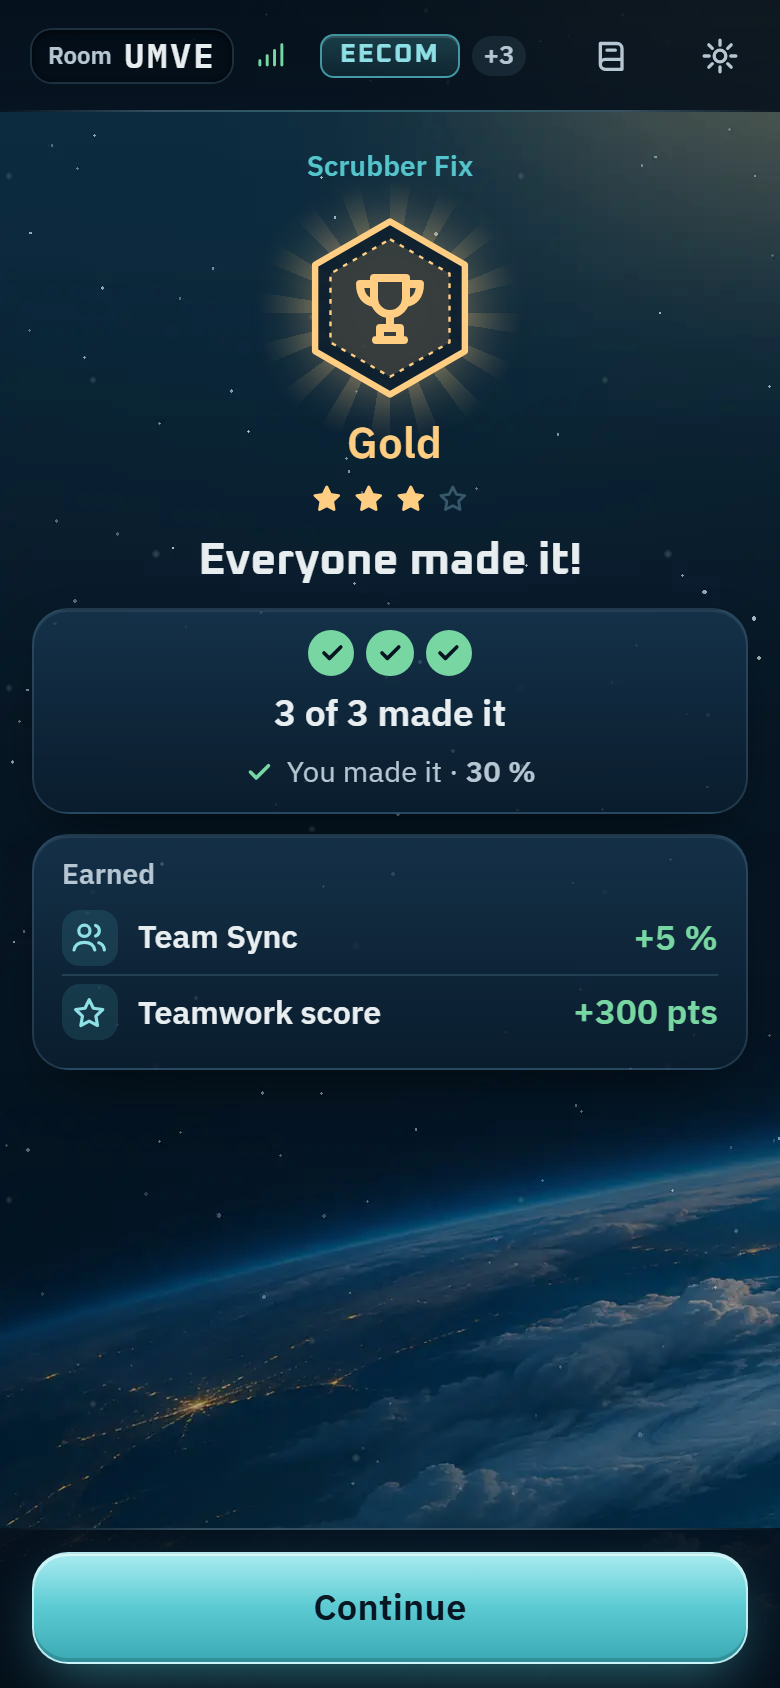 Room UMVE EECOM +3
Scrubber Fix
Gold
Everyone made it!
3 of 3 made it
You made it · 30 %
Earned
Team Sync +5 %
Teamwork score +300 pts
Continue